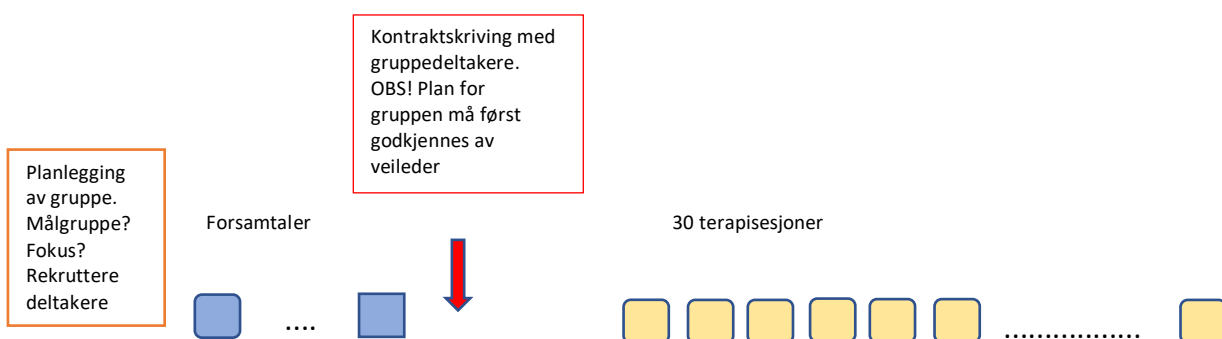 Kontraktskriving med
gruppedeltakere.
OBS! Plan for
gruppen må først
godkjennes av
veileder
Planlegging
av gruppe.
Målgruppe?
Fokus?
Rekruttere
deltakere
Forsamtaler
30 terapisesjoner
....
.................